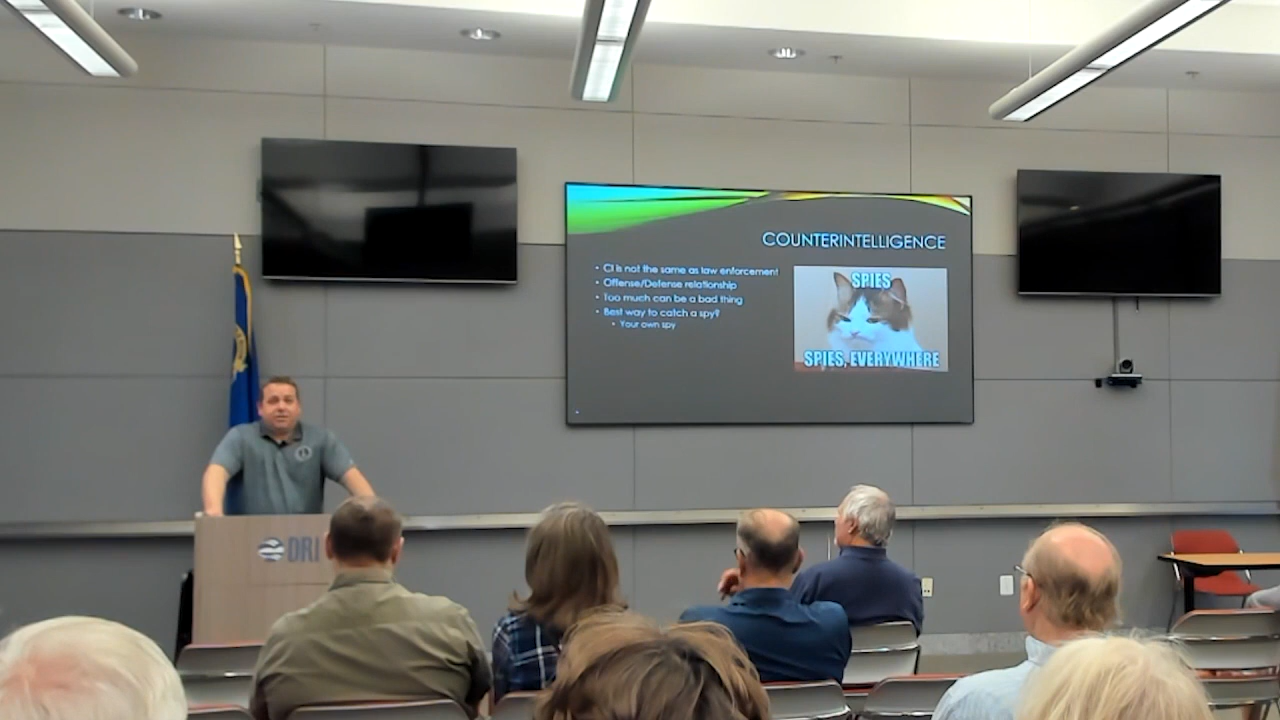 COUNTERINTELLIGENCE
• CI is not the same as law enforcement
• Offense/Defense relationship
• Too much can be a bad thing
• Best way to catch a spy?
• Your own spy
SPIES
SPIES, EVERYWHERE
DRI